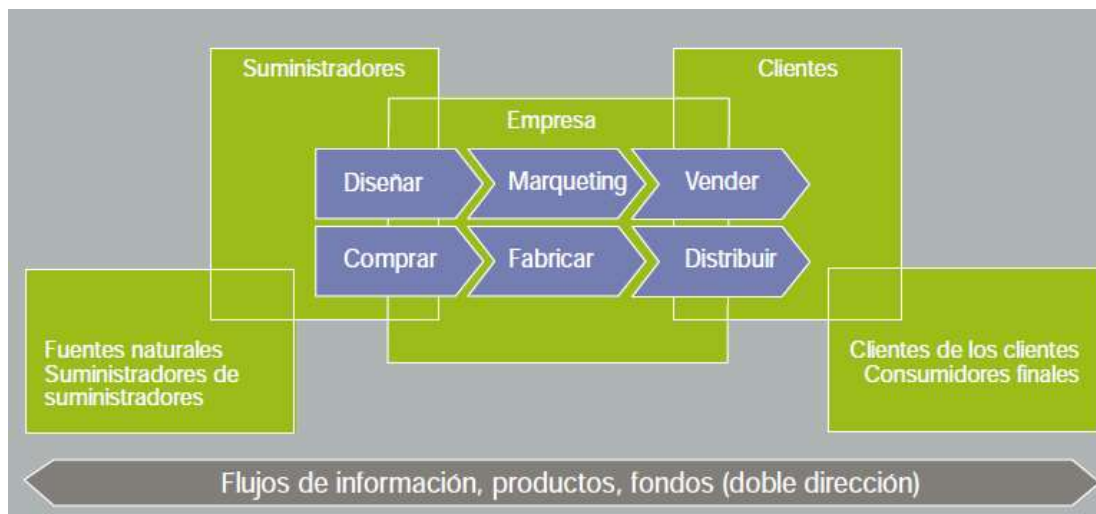 Suministradores
Clientes
Empresa
Diseñar
Marqueting
Vender
Comprar
Fabricar
Distribuir
Fuentes naturales
Suministradores de
suministradores
Clientes de los clientes
Consumidores finales
Flujos de información, productos, fondos (doble dirección)